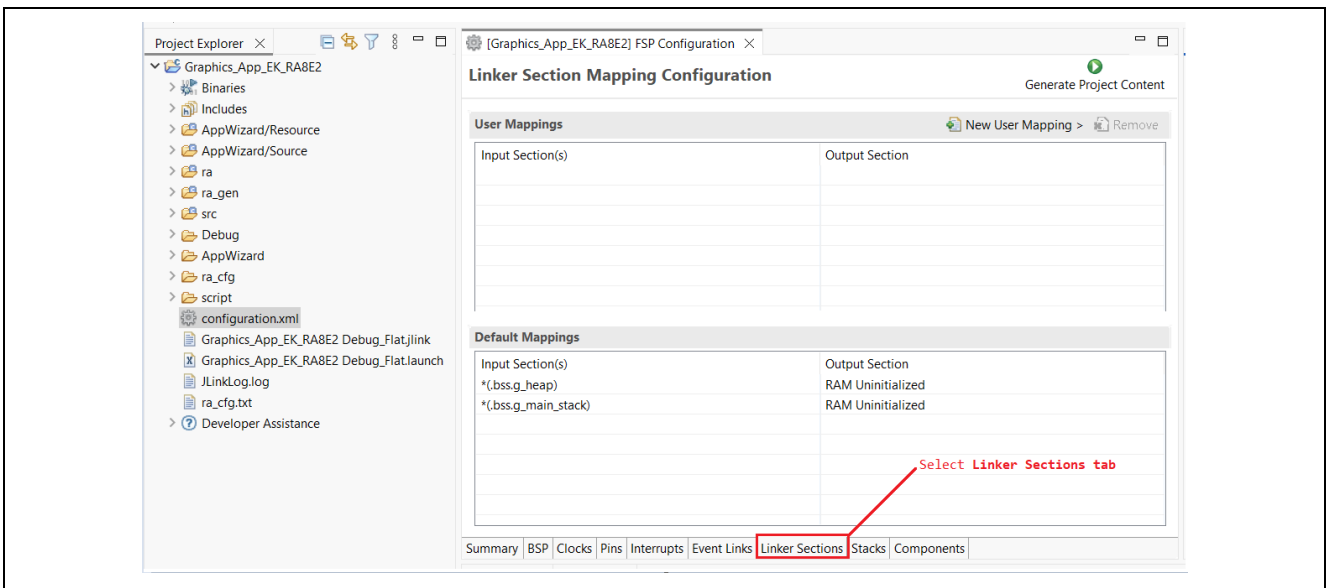 Project Explorer
Graphics_App_EK_RA8E2
Binaries
Includes
AppWizard/Resource
AppWizard/Source
ra
ra_gen
src
Debug
AppWizard
ra_cfg
script
configuration.xml
Graphics_App_EK_RA8E2 Debug_Flat.jlink
Graphics_App_EK_RA8E2 Debug_Flat.launch
JLinkLog.log
ra_cfg.txt
Developer Assistance
[Graphics_App_EK_RA8E2] FSP Configuration
Linker Section Mapping Configuration
Generate Project Content
User Mappings New User Mapping > Remove
Input Section(s) Output Section
Default Mappings
Input Section(s) Output Section
*(.bss.g_heap) RAM Uninitialized
*(.bss.g_main_stack) RAM Uninitialized
Select Linker Sections tab
Summary BSP Clocks Pins Interrupts Event Links Linker Sections Stacks Components